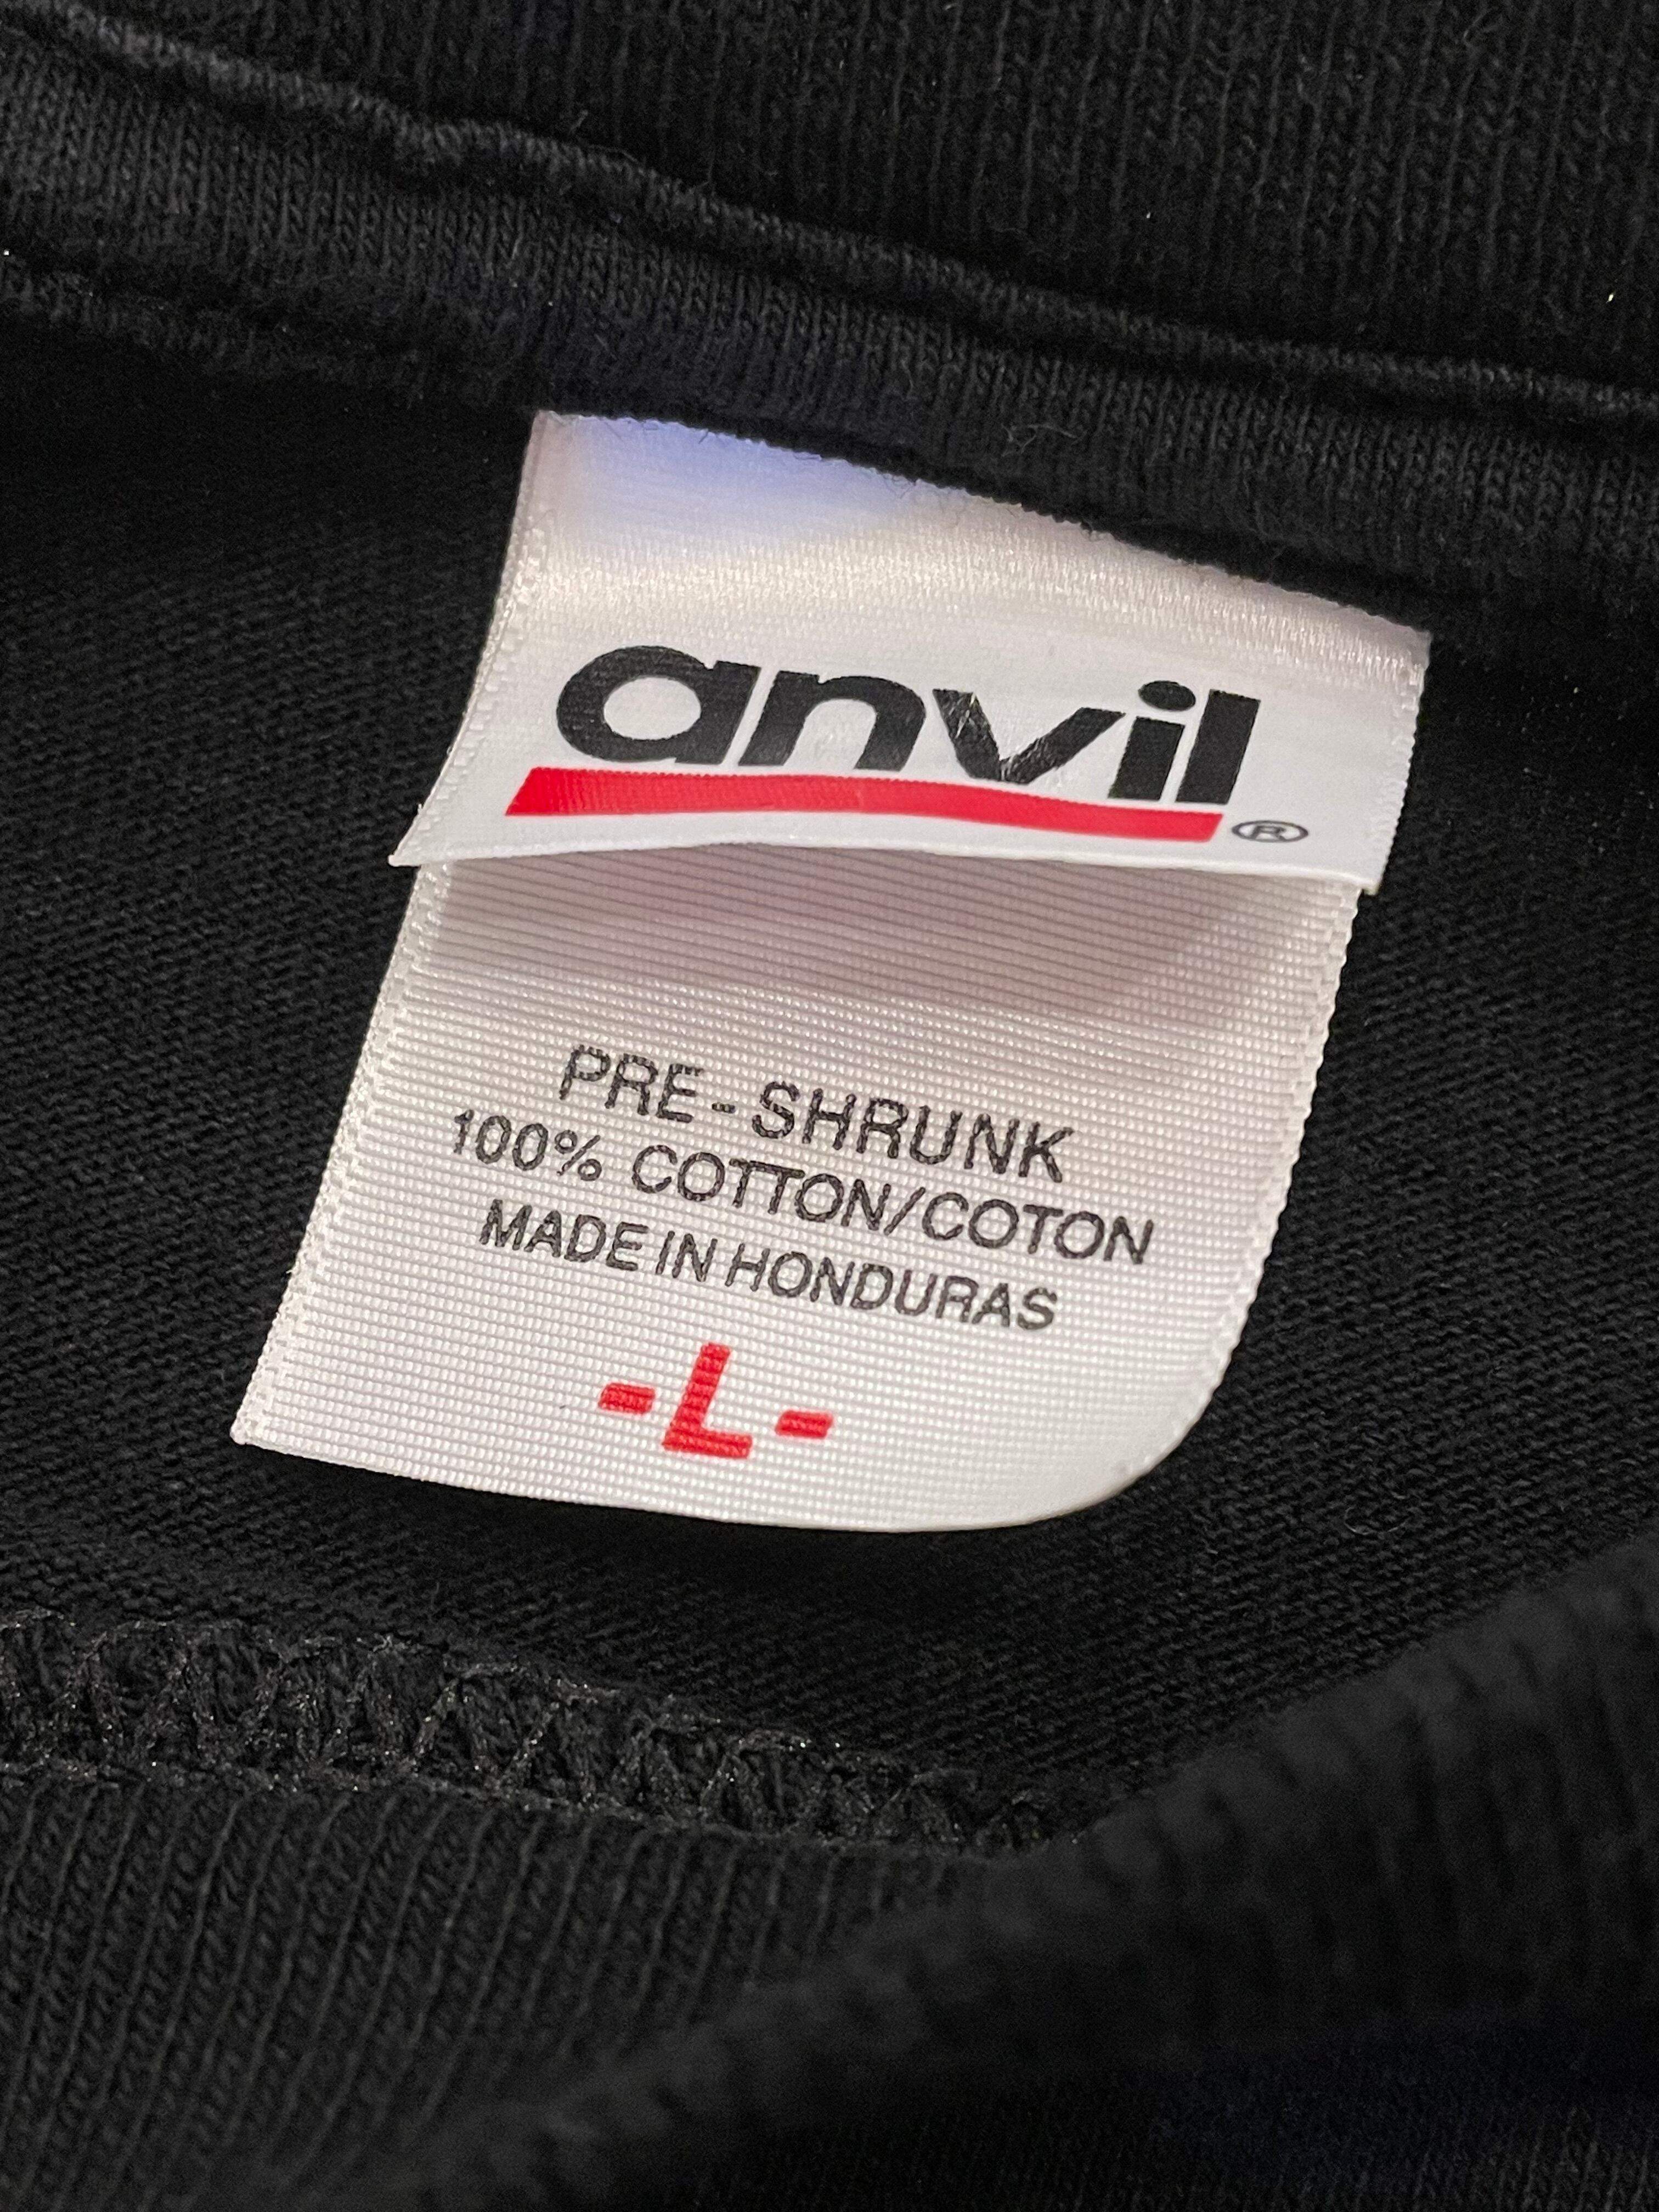 anvil®
PRE-SHRUNK
100% COTTON/COTON
MADE IN HONDURAS
-L-